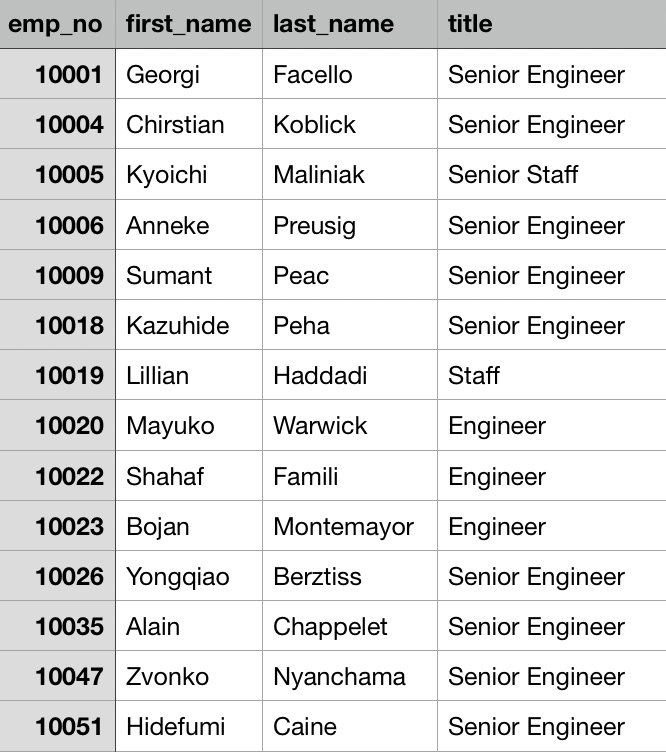 emp_no first_name last_name title
10001 Georgi Facello Senior Engineer
10004 Chirstian Koblick Senior Engineer
10005 Kyoichi Maliniak Senior Staff
10006 Anneke Preusig Senior Engineer
10009 Sumant Peac Senior Engineer
10018 Kazuhide Peha Senior Engineer
10019 Lillian Haddadi Staff
10020 Mayuko Warwick Engineer
10022 Shahaf Famili Engineer
10023 Bojan Montemayor Engineer
10026 Yongqiao Berztiss Senior Engineer
10035 Alain Chappelet Senior Engineer
10047 Zvonko Nyanchama Senior Engineer
10051 Hidefumi Caine Senior Engineer